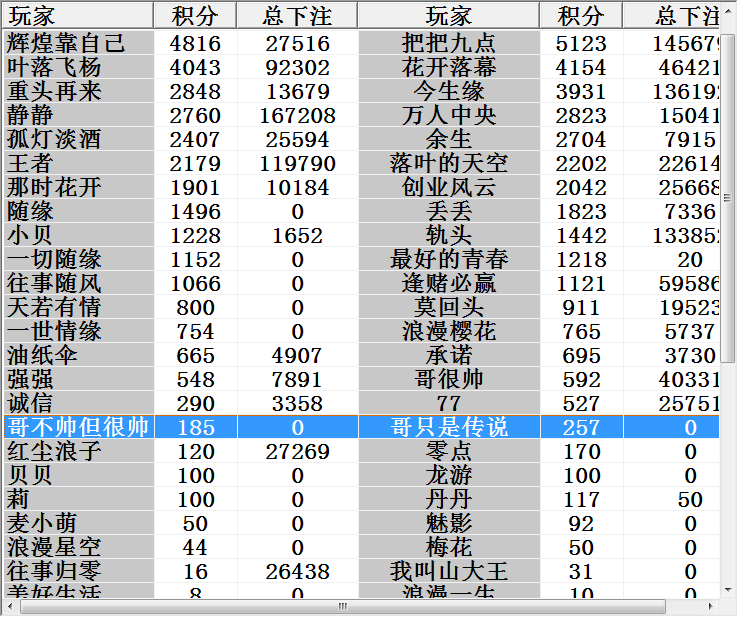 玩家 积分 总下注 玩家 积分 总下注
辉煌靠自己 4816 27516 把把九点 5123 14567
叶落飞杨 4043 92302 花开落幕 4154 46421
重头再来 2848 13679 今生缘 3931 13619
静静 2760 167208 万人中央 2823 15041
孤灯淡酒 2407 25594 余生 2704 7915
王者 2179 119790 落叶的天空 2202 22614
那时花开 1901 10184 创业风云 2042 25668
随缘 1496 0 丢丢 1823 7336
小贝 1228 1652 轨头 1442 13385
一切随缘 1152 0 最好的青春 1218 20
往事随风 1066 0 逢赌必赢 1121 59586
天若有情 800 0 莫回头 911 19523
一世情缘 754 0 浪漫樱花 765 5737
油纸伞 665 4907 承诺 695 3730
强强 548 7891 哥很帅 592 40331
诚信 290 3358 77 527 25751
哥不帅但很帅 185 0 哥只是传说 257 0
红尘浪子 120 27269 零点 170 0
贝贝 100 0 龙游 100 0
莉 100 0 丹丹 117 50
麦小萌 50 0 魅影 92 0
浪漫星空 44 0 梅花 50 0
往事归零 16 26438 我叫山大王 31 0
美好生活 8 0 浪漫一生 10 0